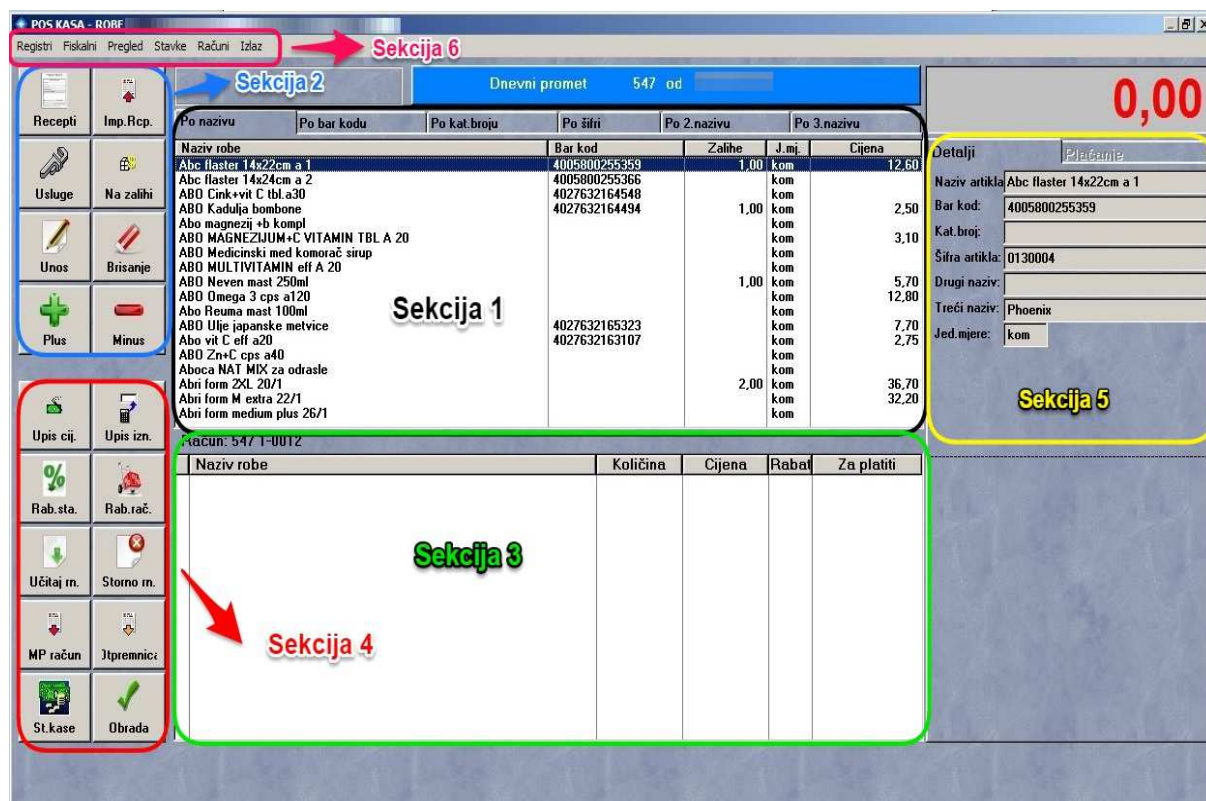 POS KASA - ROBE
Registri Fiskalni Pregled Stavke Računi Izlaz
Sekcija 6
Sekcija 2
Dnevni promet 547 od
0,00
Recepti Imp.Rcp.
Usluge Na zalihi
Unos Brisanje
Plus Minus
Po nazivu Po bar kodu Po kat.broju Po šifri Po 2.nazivu Po 3.nazivu
Naziv robe Bar kod Zalihe J.mj. Cijena
Abc flaster 14x22cm a 1 4005800255359 1,00 kom 12,60
Abc flaster 14x24cm a 2 4005800255366 kom
ABO Cink+vit C tbl.a30 4027632164548 kom
ABO Kadulja bombone 4027632164494 1,00 kom 2,50
Abo magnezij +b kompl kom
ABO MAGNEZIJUM+C VITAMIN TBL A 20 kom 3,10
ABO Medicinski med komorač sirup kom
ABO MULTIVITAMIN eff A 20 kom
ABO Neven mast 250ml 1,00 kom 5,70
ABO Omega 3 cps a120 kom 12,80
Abo Reuma mast 100ml kom
ABO Ulje japanske metvice 4027632165323 kom 7,70
Abo vit C eff a20 4027632163107 kom 2,75
ABO Zn+C cps a40 kom
Aboca NAT MIX za odrasle kom
Abri form 2XL 20/1 2,00 kom 36,70
Abri form M extra 22/1 kom 32,20
Abri form medium plus 26/1 kom
Sekcija 1
Detalji Plaćanje
Naziv artikla Abc flaster 14x22cm a 1
Bar kod: 4005800255359
Kat.broj:
Šifra artikla: 0130004
Drugi naziv:
Treći naziv: Phoenix
Jed.mjere: kom
Sekcija 5
Upis cij. Upis izn.
Rab.sta. Rab.rač.
Učitaj rn. Storno rn.
MP račun Otpremnica
St.kase Obrada
Sekcija 4
Račun: 547 1-0012
Naziv robe Količina Cijena Rabat Za platiti
Sekcija 3